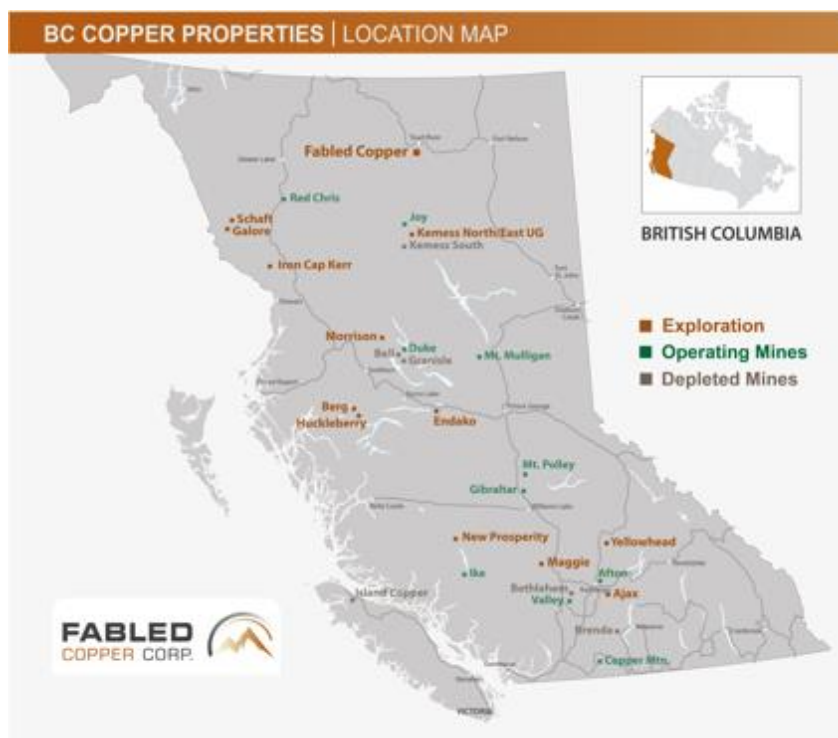 BC COPPER PROPERTIES | LOCATION MAP
Fabled Copper
Red Chris
Schaft
Galore
Joy
Kemess North/East UG
Kemess South
Iron Cap Kerr
BRITISH COLUMBIA
Exploration
Operating Mines
Depleted Mines
Morrison
Duke
Bell
Granisle
Mt. Mulligan
Berg
Huckleberry
Endako
Mt. Polley
Gibraltar
New Prosperity
Yellowhead
Maggie
Ike
Afton
Bethlehem
Ajax
Valley
Island Copper
Brenda
Copper Mtn.
VICTORIA
FABLED
COPPER CORP.